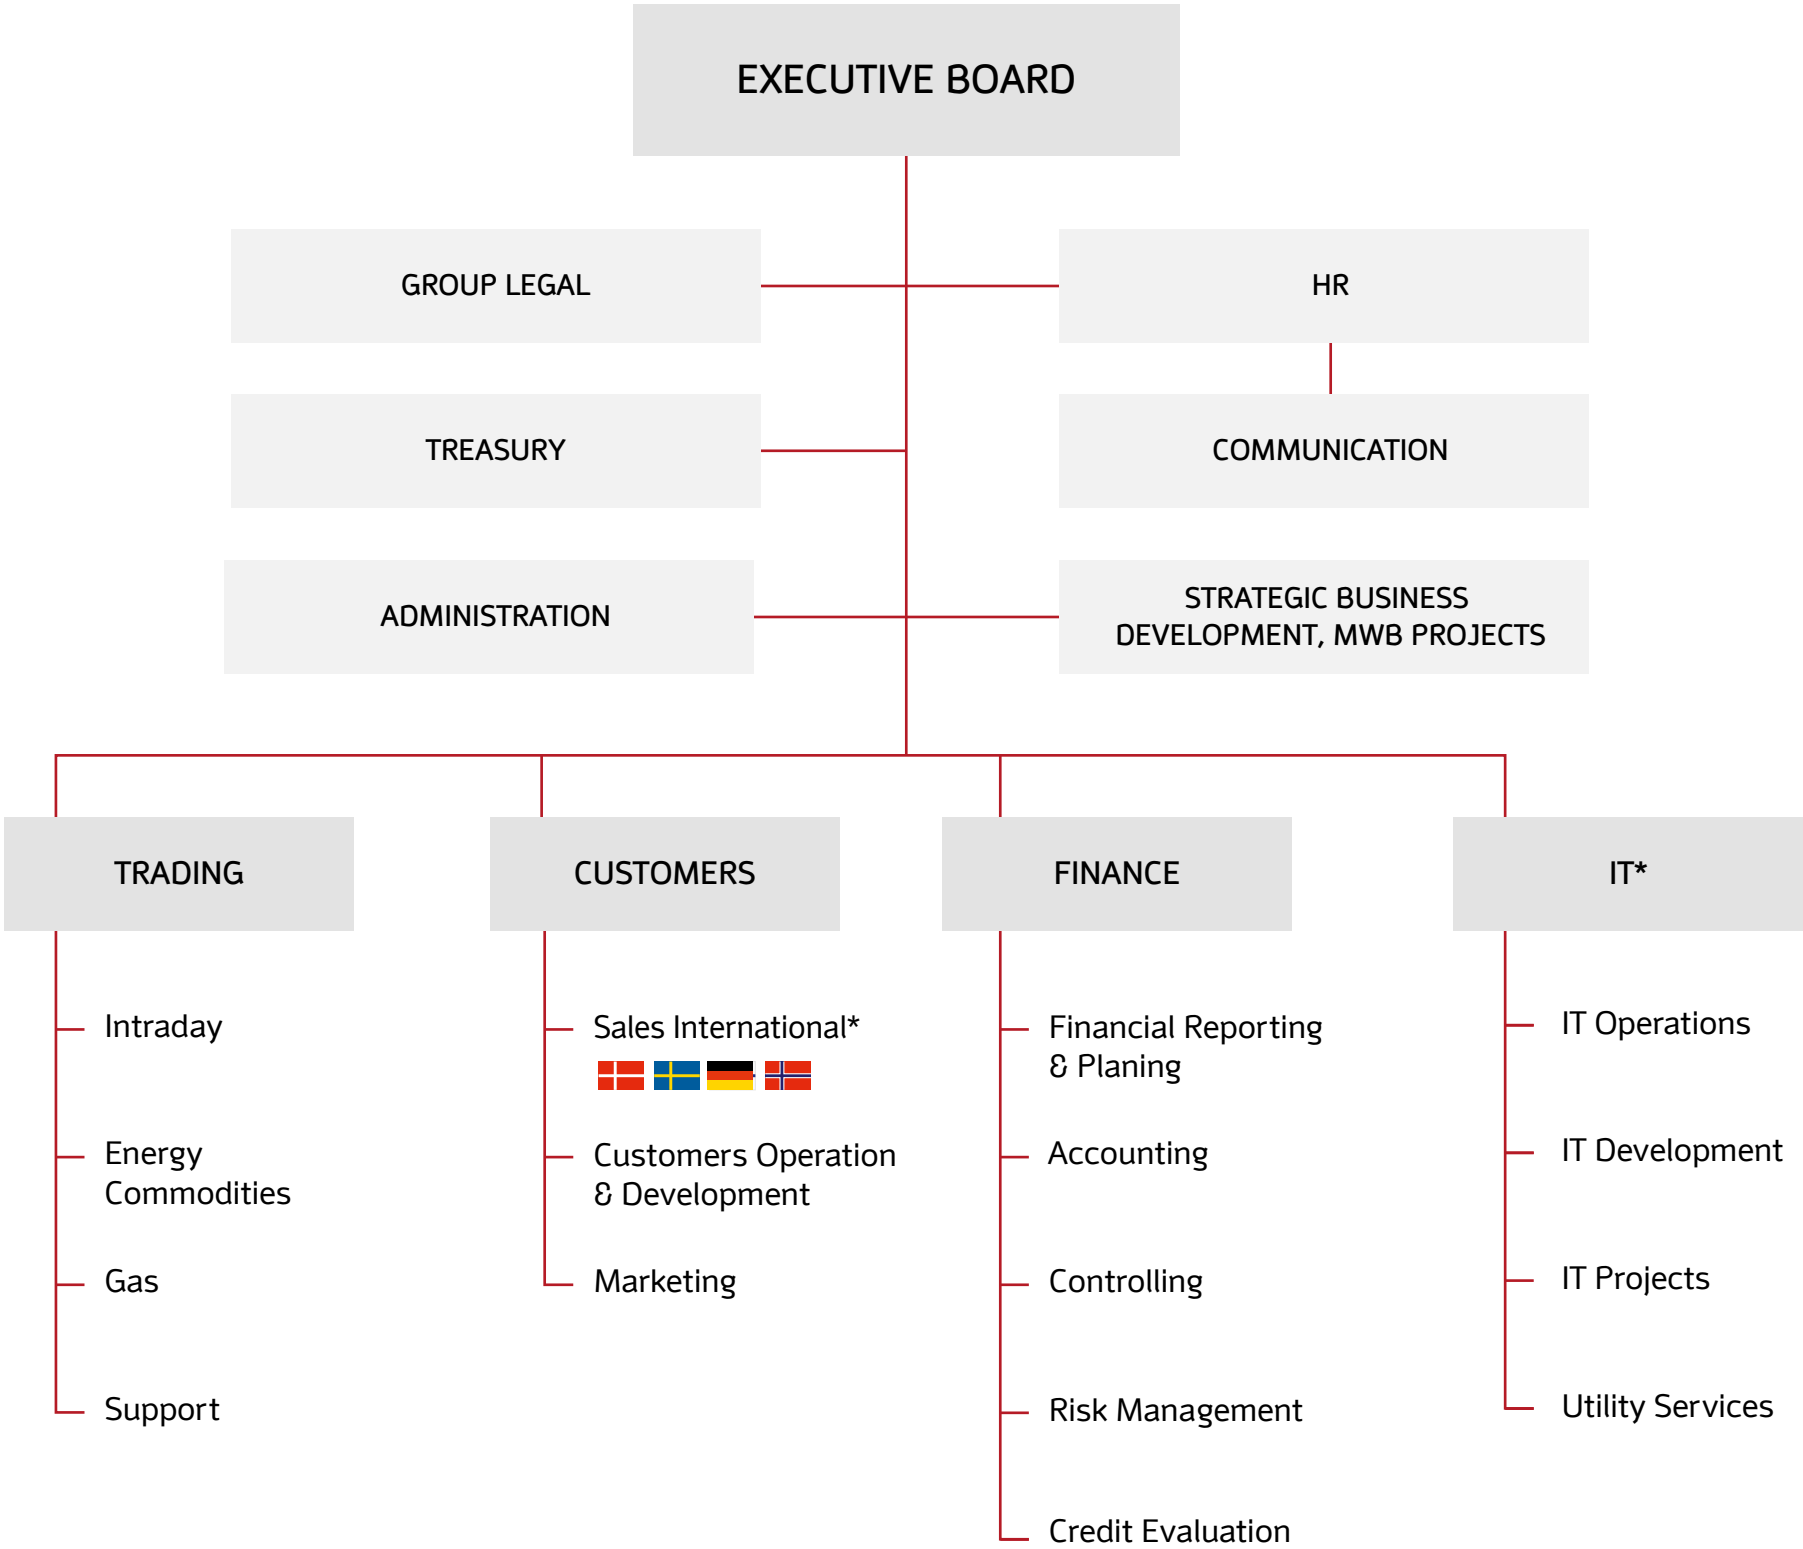 EXECUTIVE BOARD
GROUP LEGAL
HR
TREASURY
COMMUNICATION
ADMINISTRATION
STRATEGIC BUSINESS
DEVELOPMENT, MWB PROJECTS
TRADING
CUSTOMERS
FINANCE
IT*
Intraday
Energy
Commodities
Gas
Support
Sales International*
Customers Operation
& Development
Marketing
Financial Reporting
& Planing
Accounting
Controlling
Risk Management
Credit Evaluation
IT Operations
IT Development
IT Projects
Utility Services